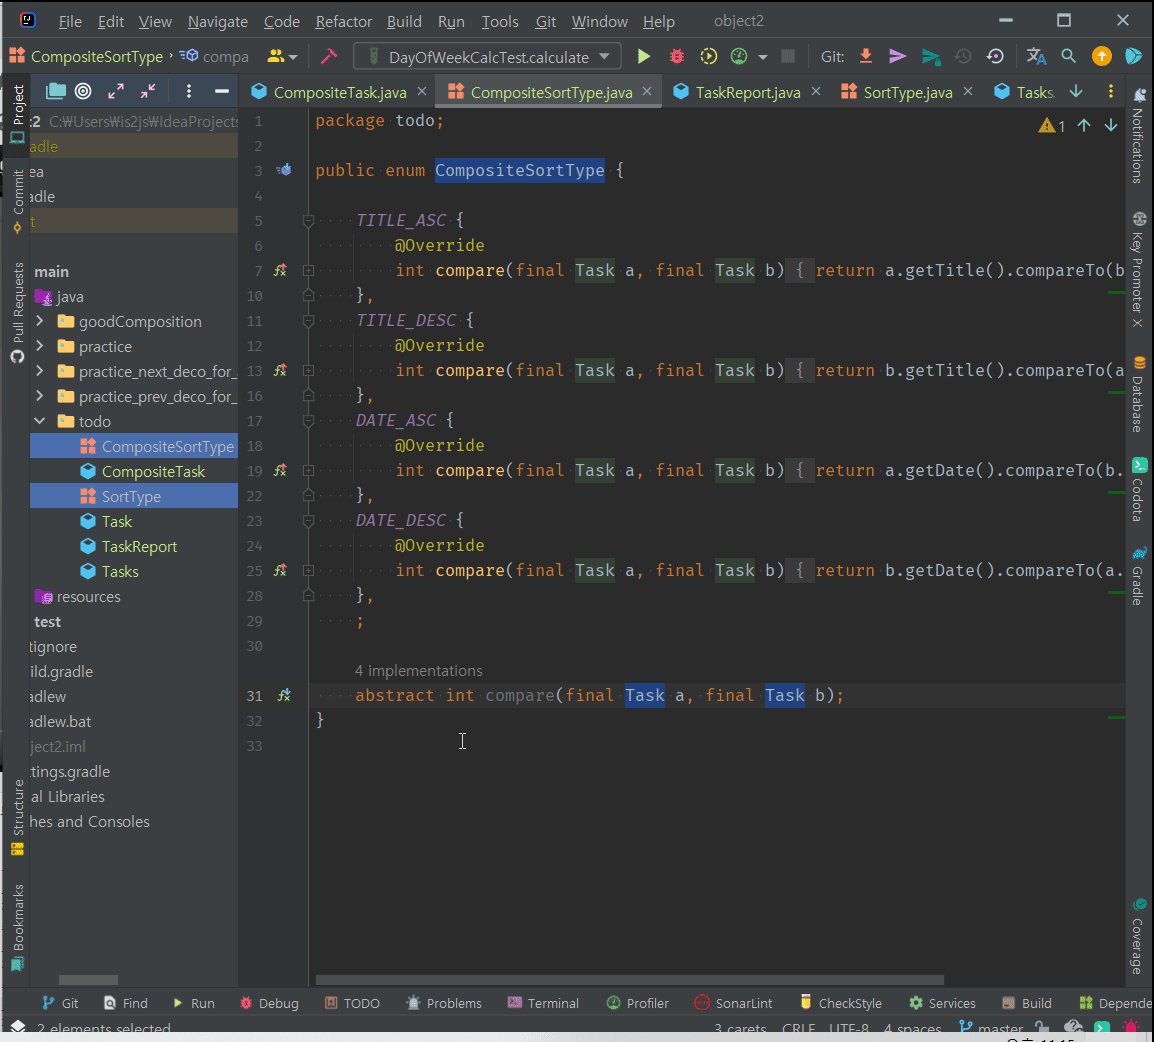 File Edit View Navigate Code Refactor Build Run Tools Git Window Help object2
CompositeSortType compa DayOfWeekCalcTest.calculate Git:
Project
:2 C:₩Users₩is2js₩IdeaProjects
CompositeTask.java CompositeSortType.java TaskReport.java SortType.java Tasks.
adle
ea
adle
t
main
java
goodComposition
practice
practice_next_deco_for_
practice_prev_deco_for_
todo
CompositeSortType
CompositeTask
SortType
Task
TaskReport
Tasks
resources
test
tignore
ild.gradle
adlew
adlew.bat
ject2.iml
tings.gradle
al Libraries
hes and Consoles
Commit
Pull Requests
Structure
Bookmarks
1 package todo;
2
3 public enum CompositeSortType {
4
5 TITLE_ASC {
6 @Override
7 int compare(final Task a, final Task b) { return a.getTitle().compareTo(b
10 },
11 TITLE_DESC {
12 @Override
13 int compare(final Task a, final Task b) { return b.getTitle().compareTo(a
16 },
17 DATE_ASC {
18 @Override
19 int compare(final Task a, final Task b) { return a.getDate().compareTo(b.
22 },
23 DATE_DESC {
24 @Override
25 int compare(final Task a, final Task b) { return b.getDate().compareTo(a.
28 },
29 ;
30
4 implementations
31 abstract int compare(final Task a, final Task b);
32 }
33
1
Notifications
Key Promoter X
Database
Codota
Gradle
Coverage
Git Find Run Debug TODO Problems Terminal Profiler SonarLint CheckStyle Services Build Depende
2 elements selected 3 carets CRLF UTF-8 4 spaces master